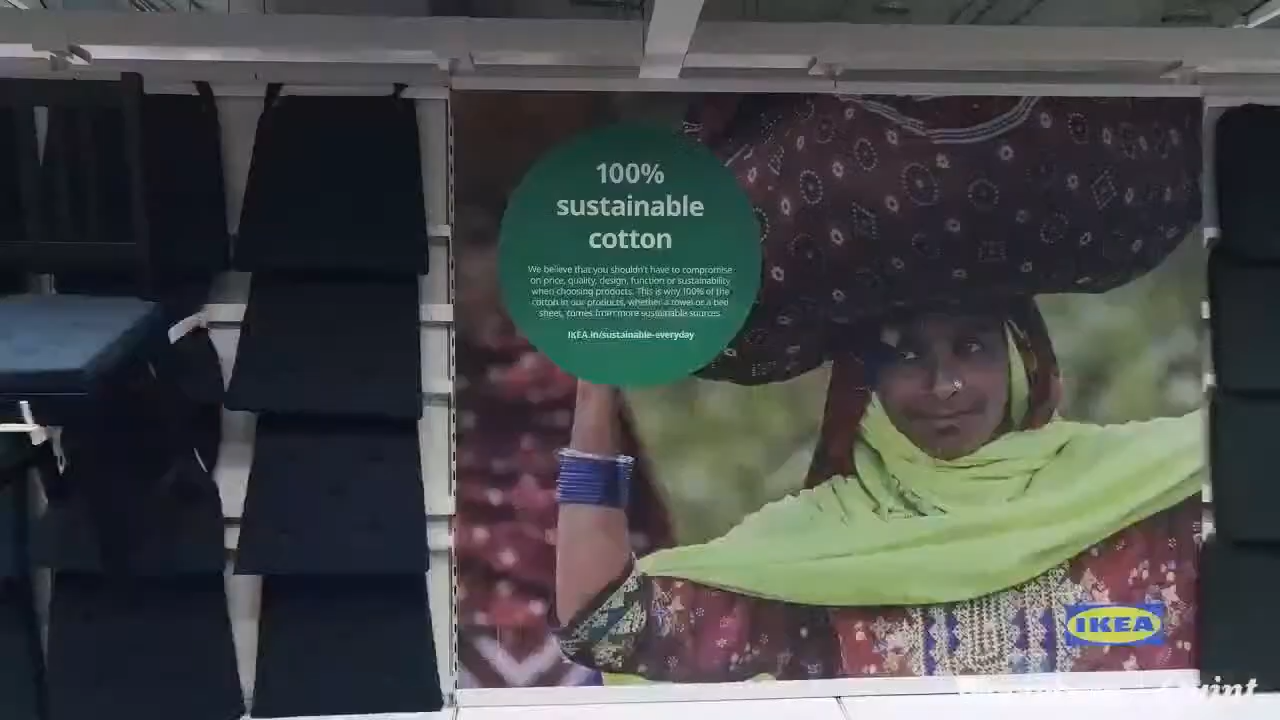 100%
sustainable
cotton
We believe that you shouldn't have to compromise
on price, quality, design, function or sustainability
when choosing products. This is why 100% of the
cotton in our products, whether a towel or a bed
sheet, comes from more sustainable sources.
IKEA.in/sustainable-everyday
IKEA